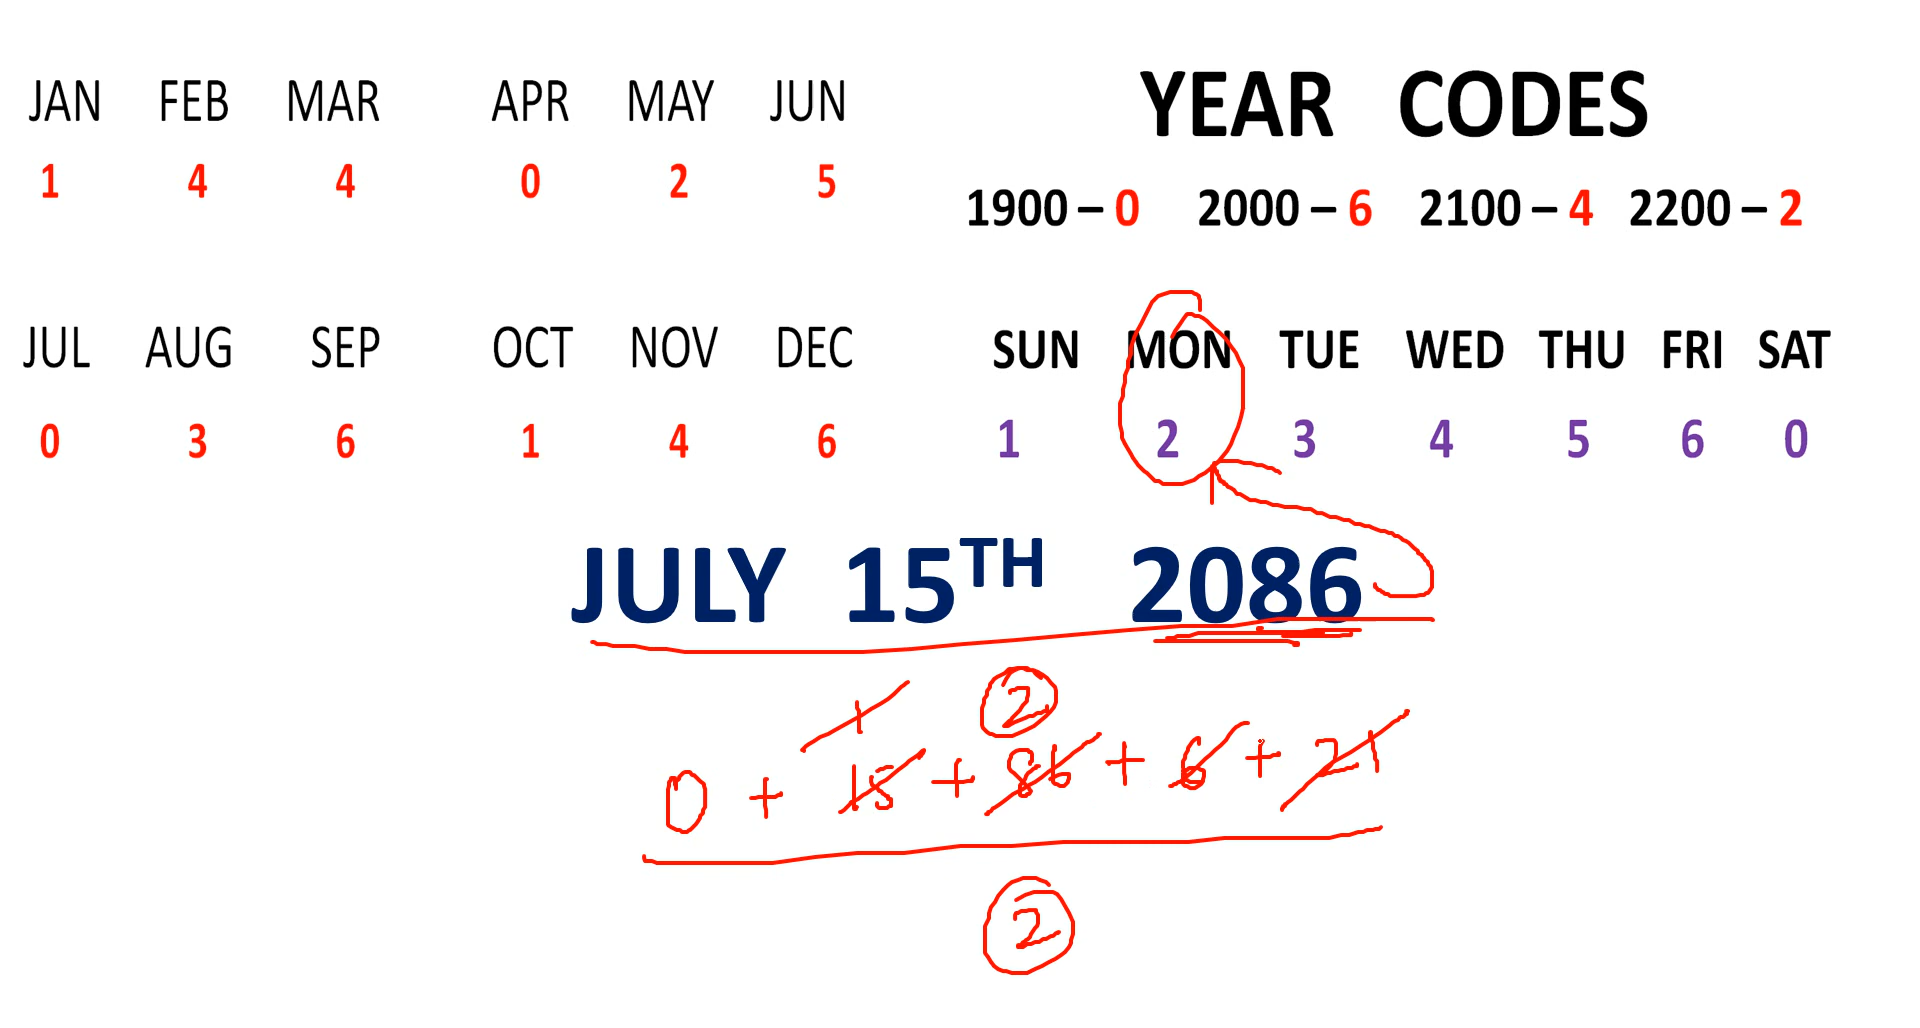 JAN FEB MAR APR MAY JUN
1 4 4 0 2 5
YEAR CODES
1900 – 0 2000 – 6 2100 – 4 2200 – 2
JUL AUG SEP OCT NOV DEC
0 3 6 1 4 6
SUN MON TUE WED THU FRI SAT
1 2 3 4 5 6 0
JULY 15TH 2086
1 2
0 + 15 + 86 + 6 + 21
2